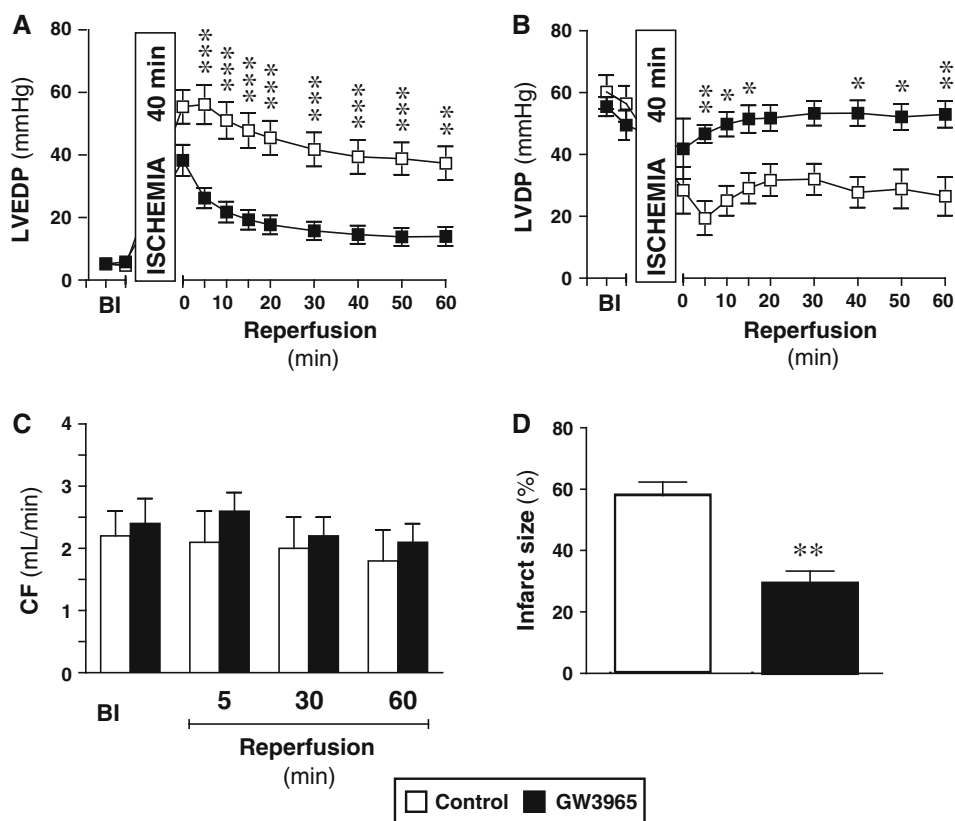 A
LVEDP (mmHg)
80
60
40
20
0
BI
ISCHEMIA 40 min
***
***
***
***
***
***
***
**
0 10 20 30 40 50 60
Reperfusion
(min)
B
LVDP (mmHg)
80
60
40
20
0
BI
ISCHEMIA 40 min
**
*
*
*
*
**
0 10 20 30 40 50 60
Reperfusion
(min)
C
CF (mL/min)
4
3
2
1
0
BI
5 30 60
Reperfusion
(min)
D
Infarct size (%)
80
60
40
20
0
**
Control GW3965